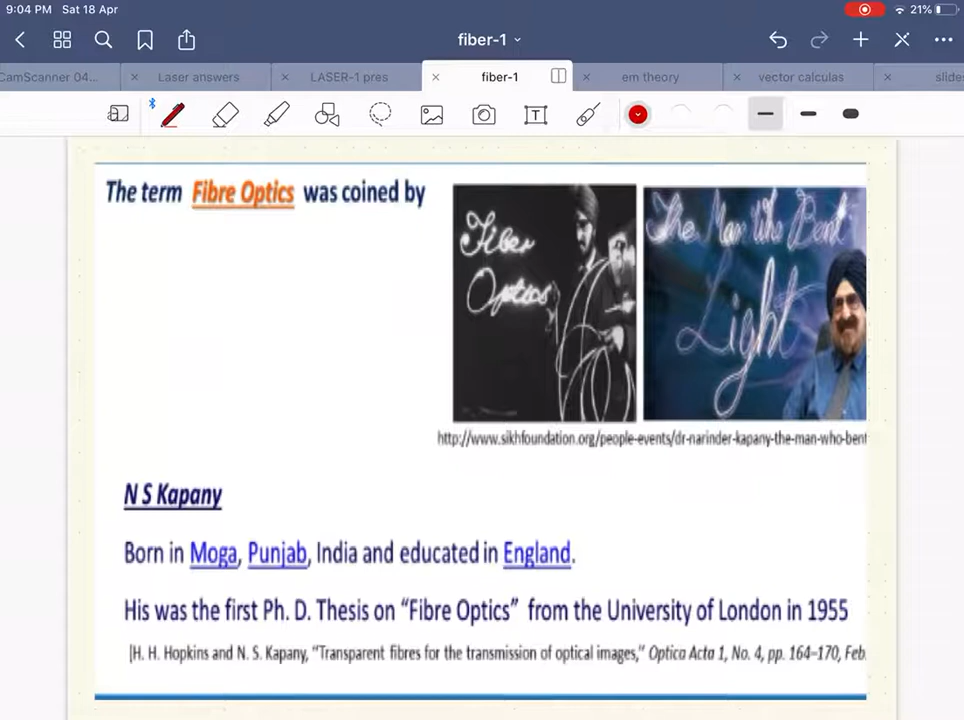 9:04 PM Sat 18 Apr
21%
fiber-1
CamScanner 04...
Laser answers
LASER-1 pres
fiber-1
em theory
vector calculas
slides
T
The term Fibre Optics was coined by
Fiber
Optics
The Man Who Bent
Light
http://www.sikhfoundation.org/people-events/dr-narinder-kapany-the-man-who-bent
N S Kapany
Born in Moga, Punjab, India and educated in England.
His was the first Ph. D. Thesis on “Fibre Optics” from the University of London in 1955
[H. H. Hopkins and N. S. Kapany, “Transparent fibres for the transmission of optical images,” Optica Acta 1, No. 4, pp. 164–170, Feb.